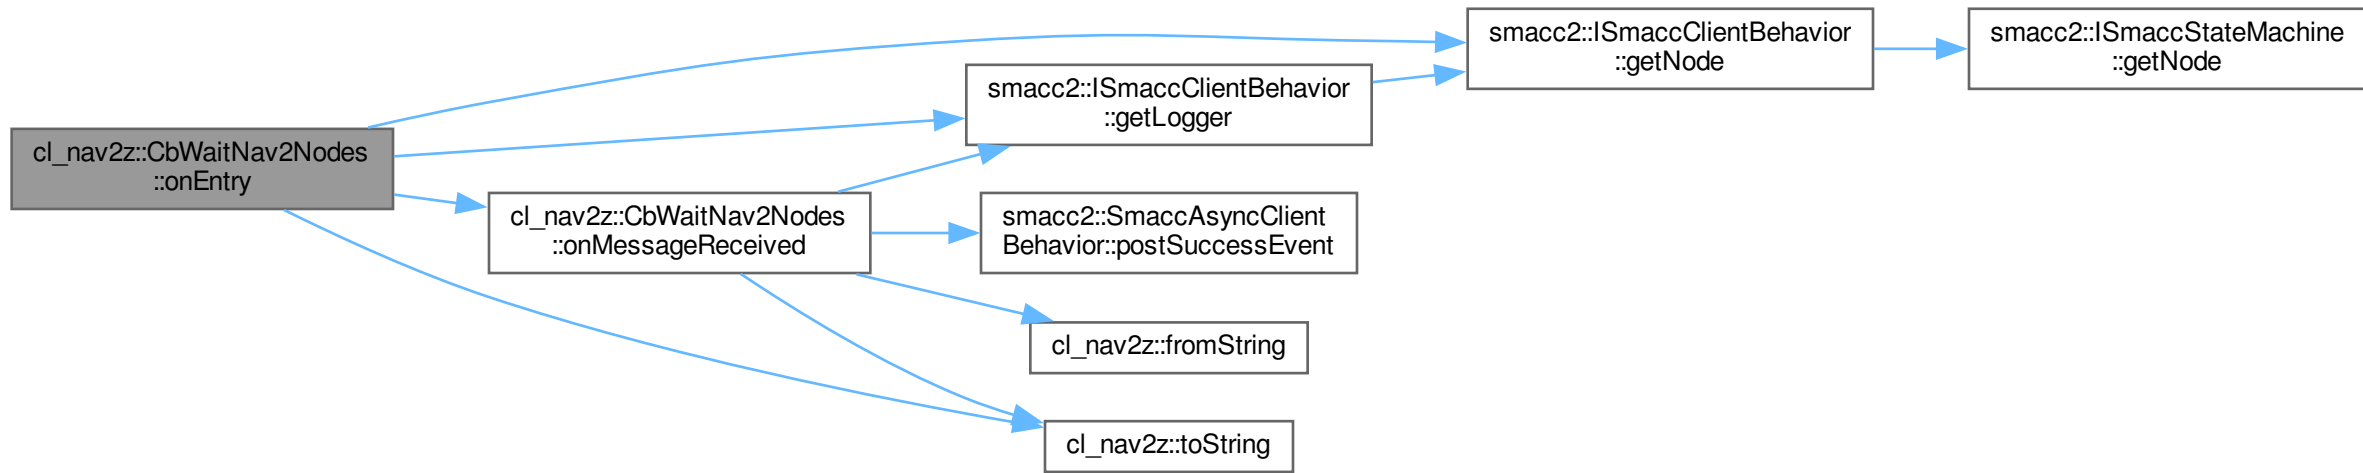 cl_nav2z::CbWaitNav2Nodes
::onEntry
cl_nav2z::CbWaitNav2Nodes
::onMessageReceived
smacc2::ISmaccClientBehavior
::getLogger
smacc2::SmaccAsyncClient
Behavior::postSuccessEvent
cl_nav2z::fromString
cl_nav2z::toString
smacc2::ISmaccClientBehavior
::getNode
smacc2::ISmaccStateMachine
::getNode